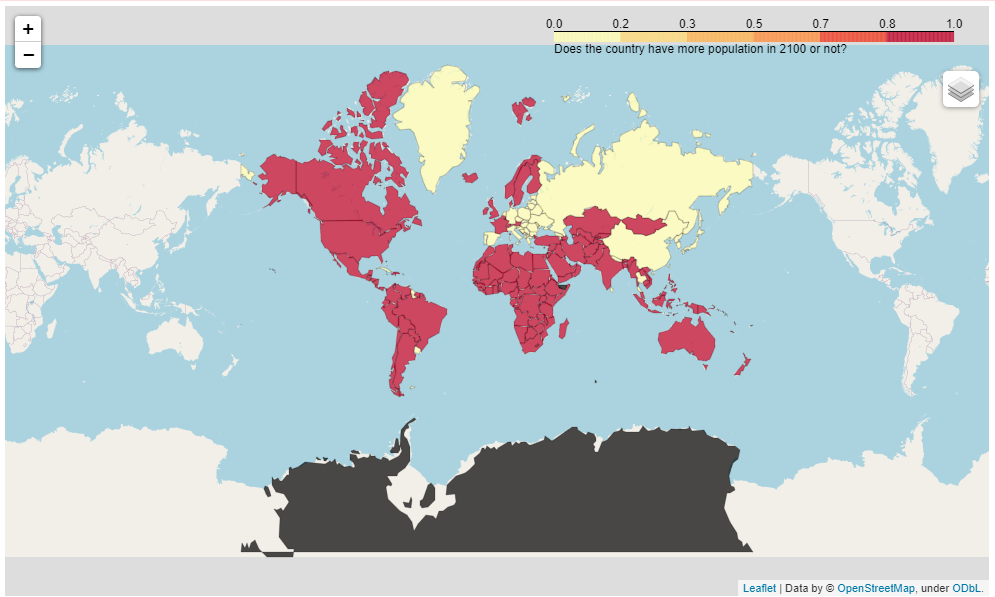 +
−
0.0 0.2 0.3 0.5 0.7 0.8 1.0
Does the country have more population in 2100 or not?
Leaflet | Data by © OpenStreetMap, under ODbL.